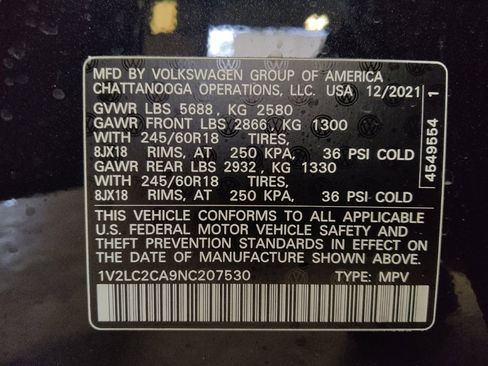 MFD BY VOLKSWAGEN GROUP OF AMERICA
CHATTANOOGA OPERATIONS, LLC. USA 12/2021
GVWR LBS 5688, KG 2580
GAWR FRONT LBS 2866, KG 1300
WITH 245/60R18 TIRES,
8JX18 RIMS, AT 250 KPA, 36 PSI COLD
GAWR REAR LBS 2932, KG 1330
WITH 245/60R18 TIRES,
8JX18 RIMS, AT 250 KPA, 36 PSI COLD
THIS VEHICLE CONFORMS TO ALL APPLICABLE
U.S. FEDERAL MOTOR VEHICLE SAFETY AND
THEFT PREVENTION STANDARDS IN EFFECT ON
THE DATE OF MANUFACTURE SHOWN ABOVE.
1V2LC2CA9NC207530 TYPE: MPV
4549554 1